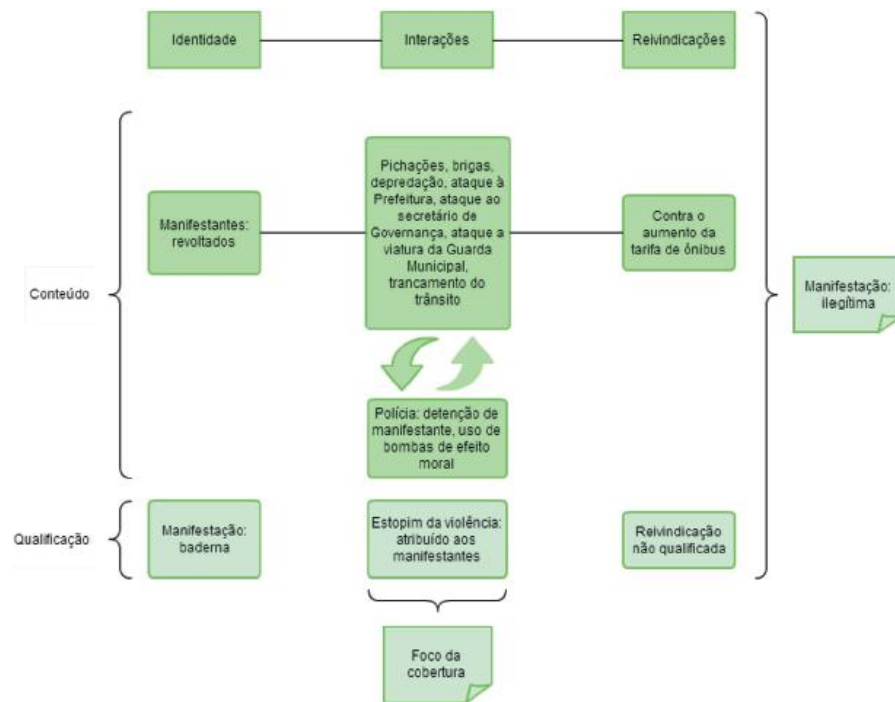 Identidade
Interações
Reivindicações
Conteúdo
Manifestantes:
revoltados
Pichações, brigas,
depredação, ataque à
Prefeitura, ataque ao
secretário de
Governança, ataque a
viatura da Guarda
Municipal,
trancamento do
trânsito
Contra o
aumento da
tarifa de ônibus
Manifestação:
ilegítima
Polícia: detenção de
manifestante, uso de
bombas de efeito
moral
Qualificação
Manifestação:
baderna
Estopim da violência:
atribuído aos
manifestantes
Reivindicação
não qualificada
Foco da
cobertura